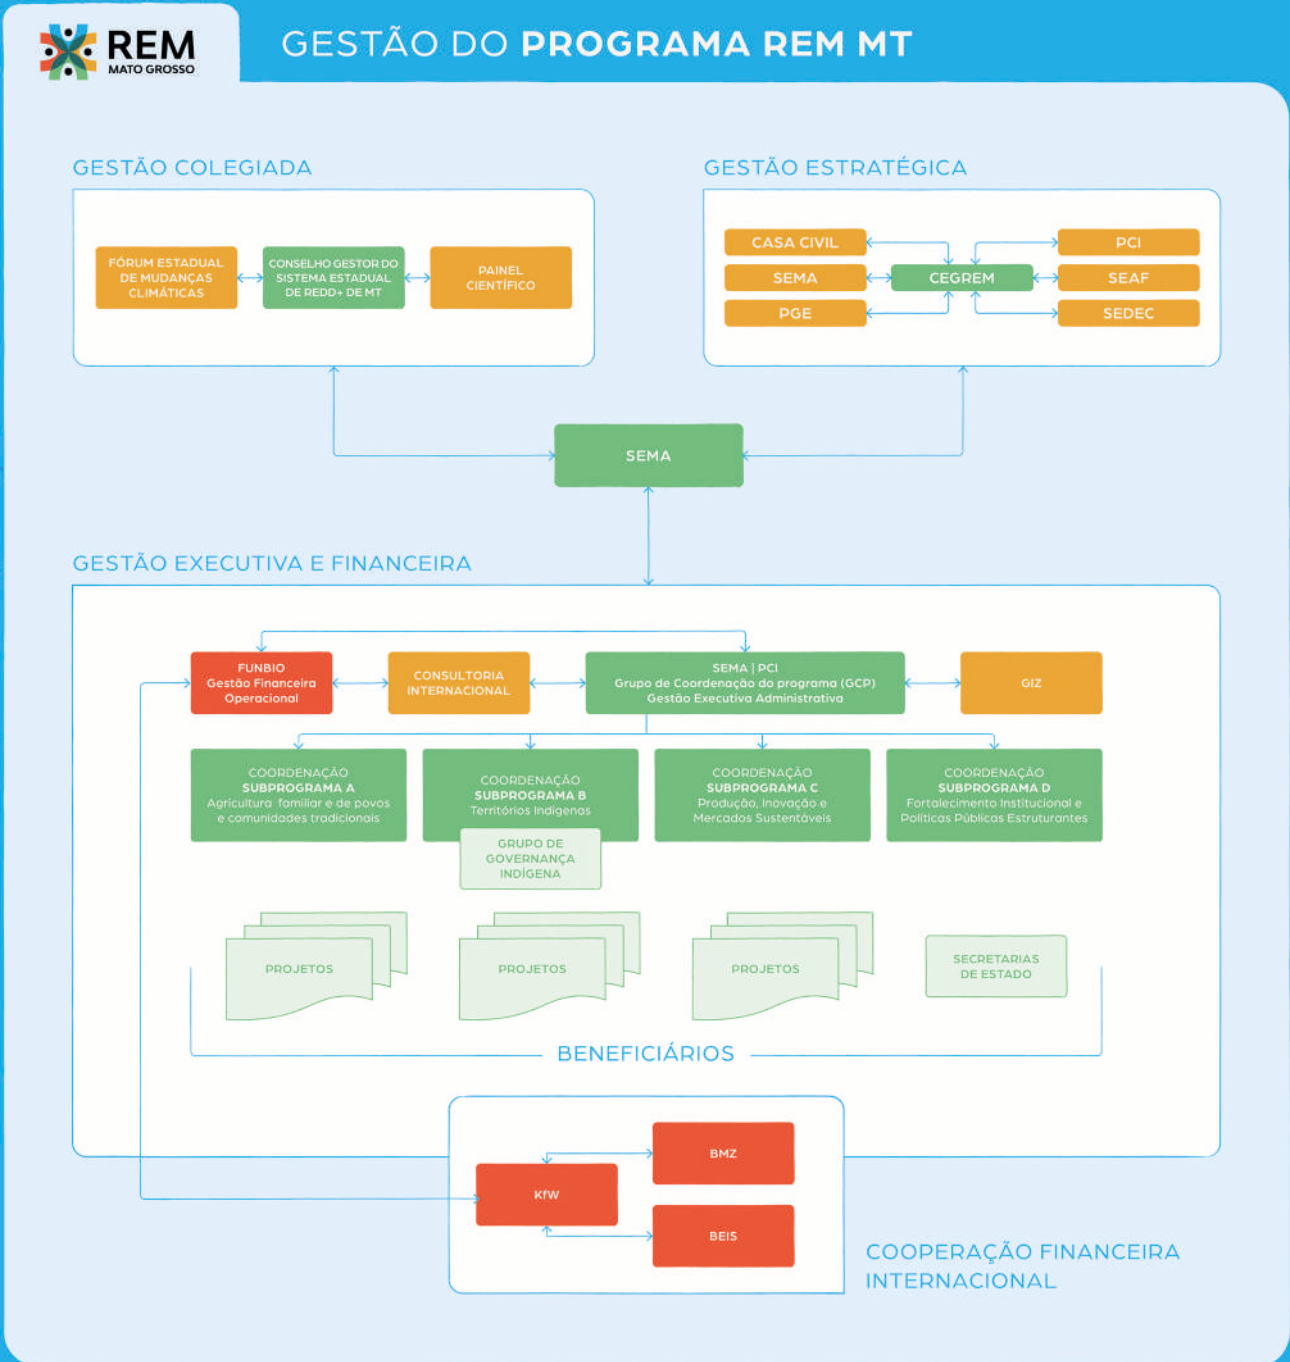 REM
MATO GROSSO
GESTÃO DO PROGRAMA REM MT
GESTÃO COLEGIADA
FÓRUM ESTADUAL
DE MUDANÇAS
CLIMÁTICAS
CONSELHO GESTOR DO
SISTEMA ESTADUAL
DE REDD+ DE MT
PAINEL
CIENTÍFICO
GESTÃO ESTRATÉGICA
CASA CIVIL
SEMA
PGE
CEGREM
PCI
SEAF
SEDEC
SEMA
GESTÃO EXECUTIVA E FINANCEIRA
FUNBIO
Gestão Financeira
Operacional
CONSULTORIA
INTERNACIONAL
SEMA | PCI
Grupo de Coordenação do programa (GCP)
Gestão Executiva Administrativa
GIZ
COORDENAÇÃO
SUBPROGRAMA A
Agricultura familiar e de povos
e comunidades tradicionais
COORDENAÇÃO
SUBPROGRAMA B
Territórios Indígenas
GRUPO DE
GOVERNANÇA
INDÍGENA
COORDENAÇÃO
SUBPROGRAMA C
Produção, Inovação e
Mercados Sustentáveis
COORDENAÇÃO
SUBPROGRAMA D
Fortalecimento Institucional e
Políticas Públicas Estruturantes
PROJETOS
PROJETOS
PROJETOS
SECRETARIAS
DE ESTADO
BENEFICIÁRIOS
KfW
BMZ
BEIS
COOPERAÇÃO FINANCEIRA
INTERNACIONAL